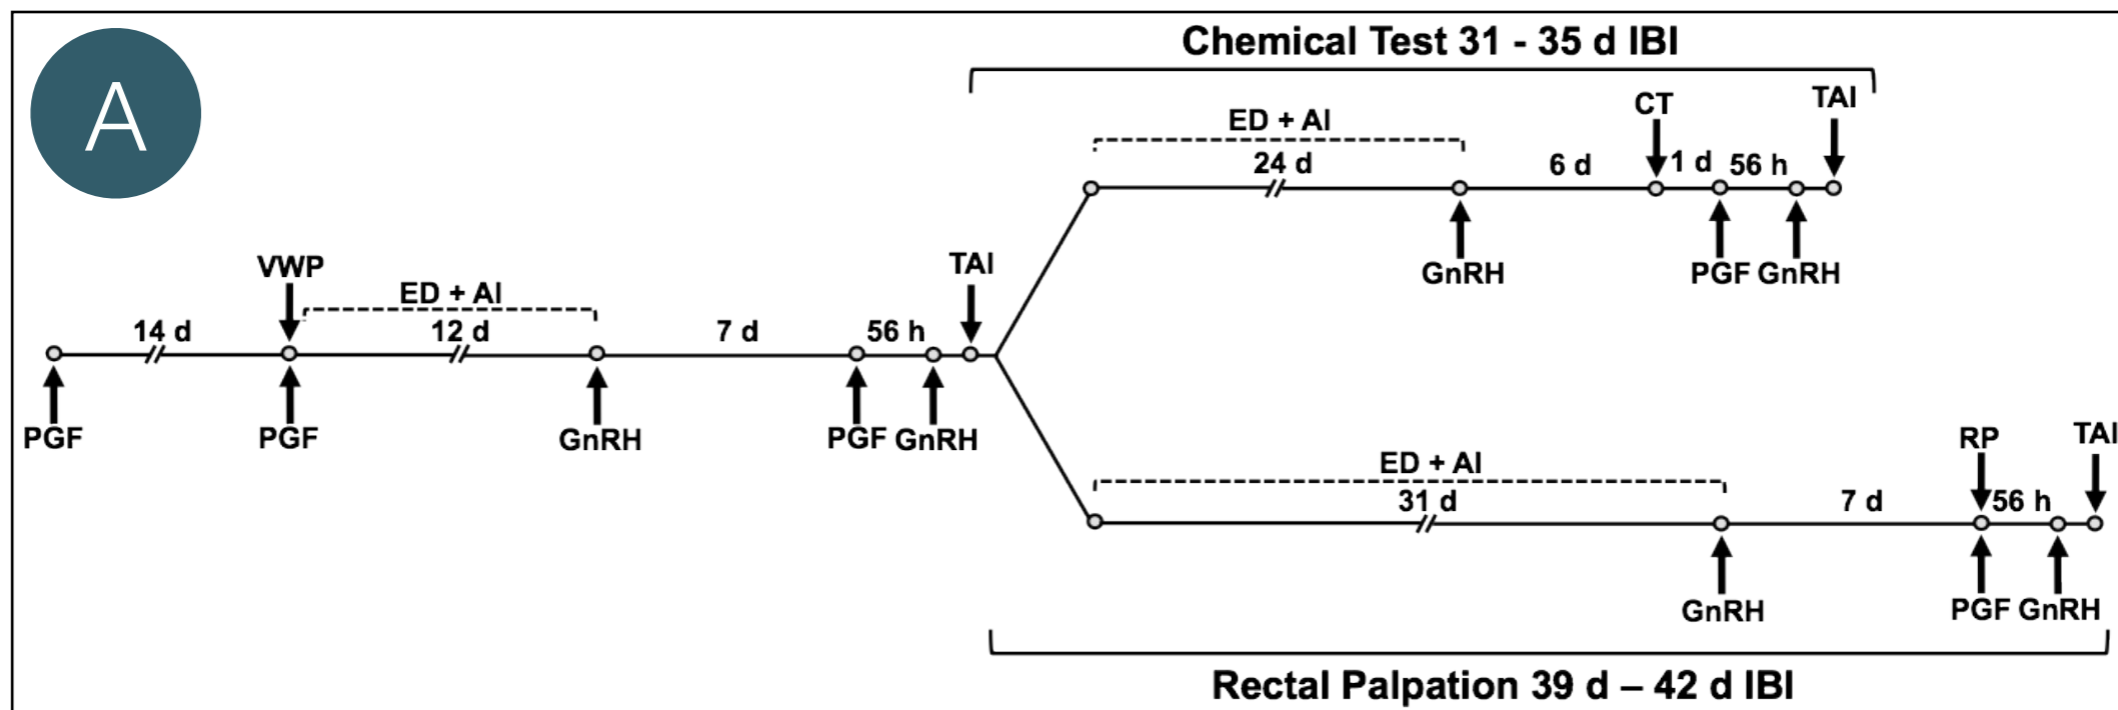 A
Chemical Test 31 - 35 d IBI
ED + AI
24 d
6 d
CT
1 d
56 h
TAI
GnRH
PGF GnRH
VWP
ED + AI
14 d
12 d
7 d
56 h
TAI
PGF
PGF
GnRH
PGF GnRH
ED + AI
31 d
7 d
RP
56 h
TAI
GnRH
PGF GnRH
Rectal Palpation 39 d – 42 d IBI